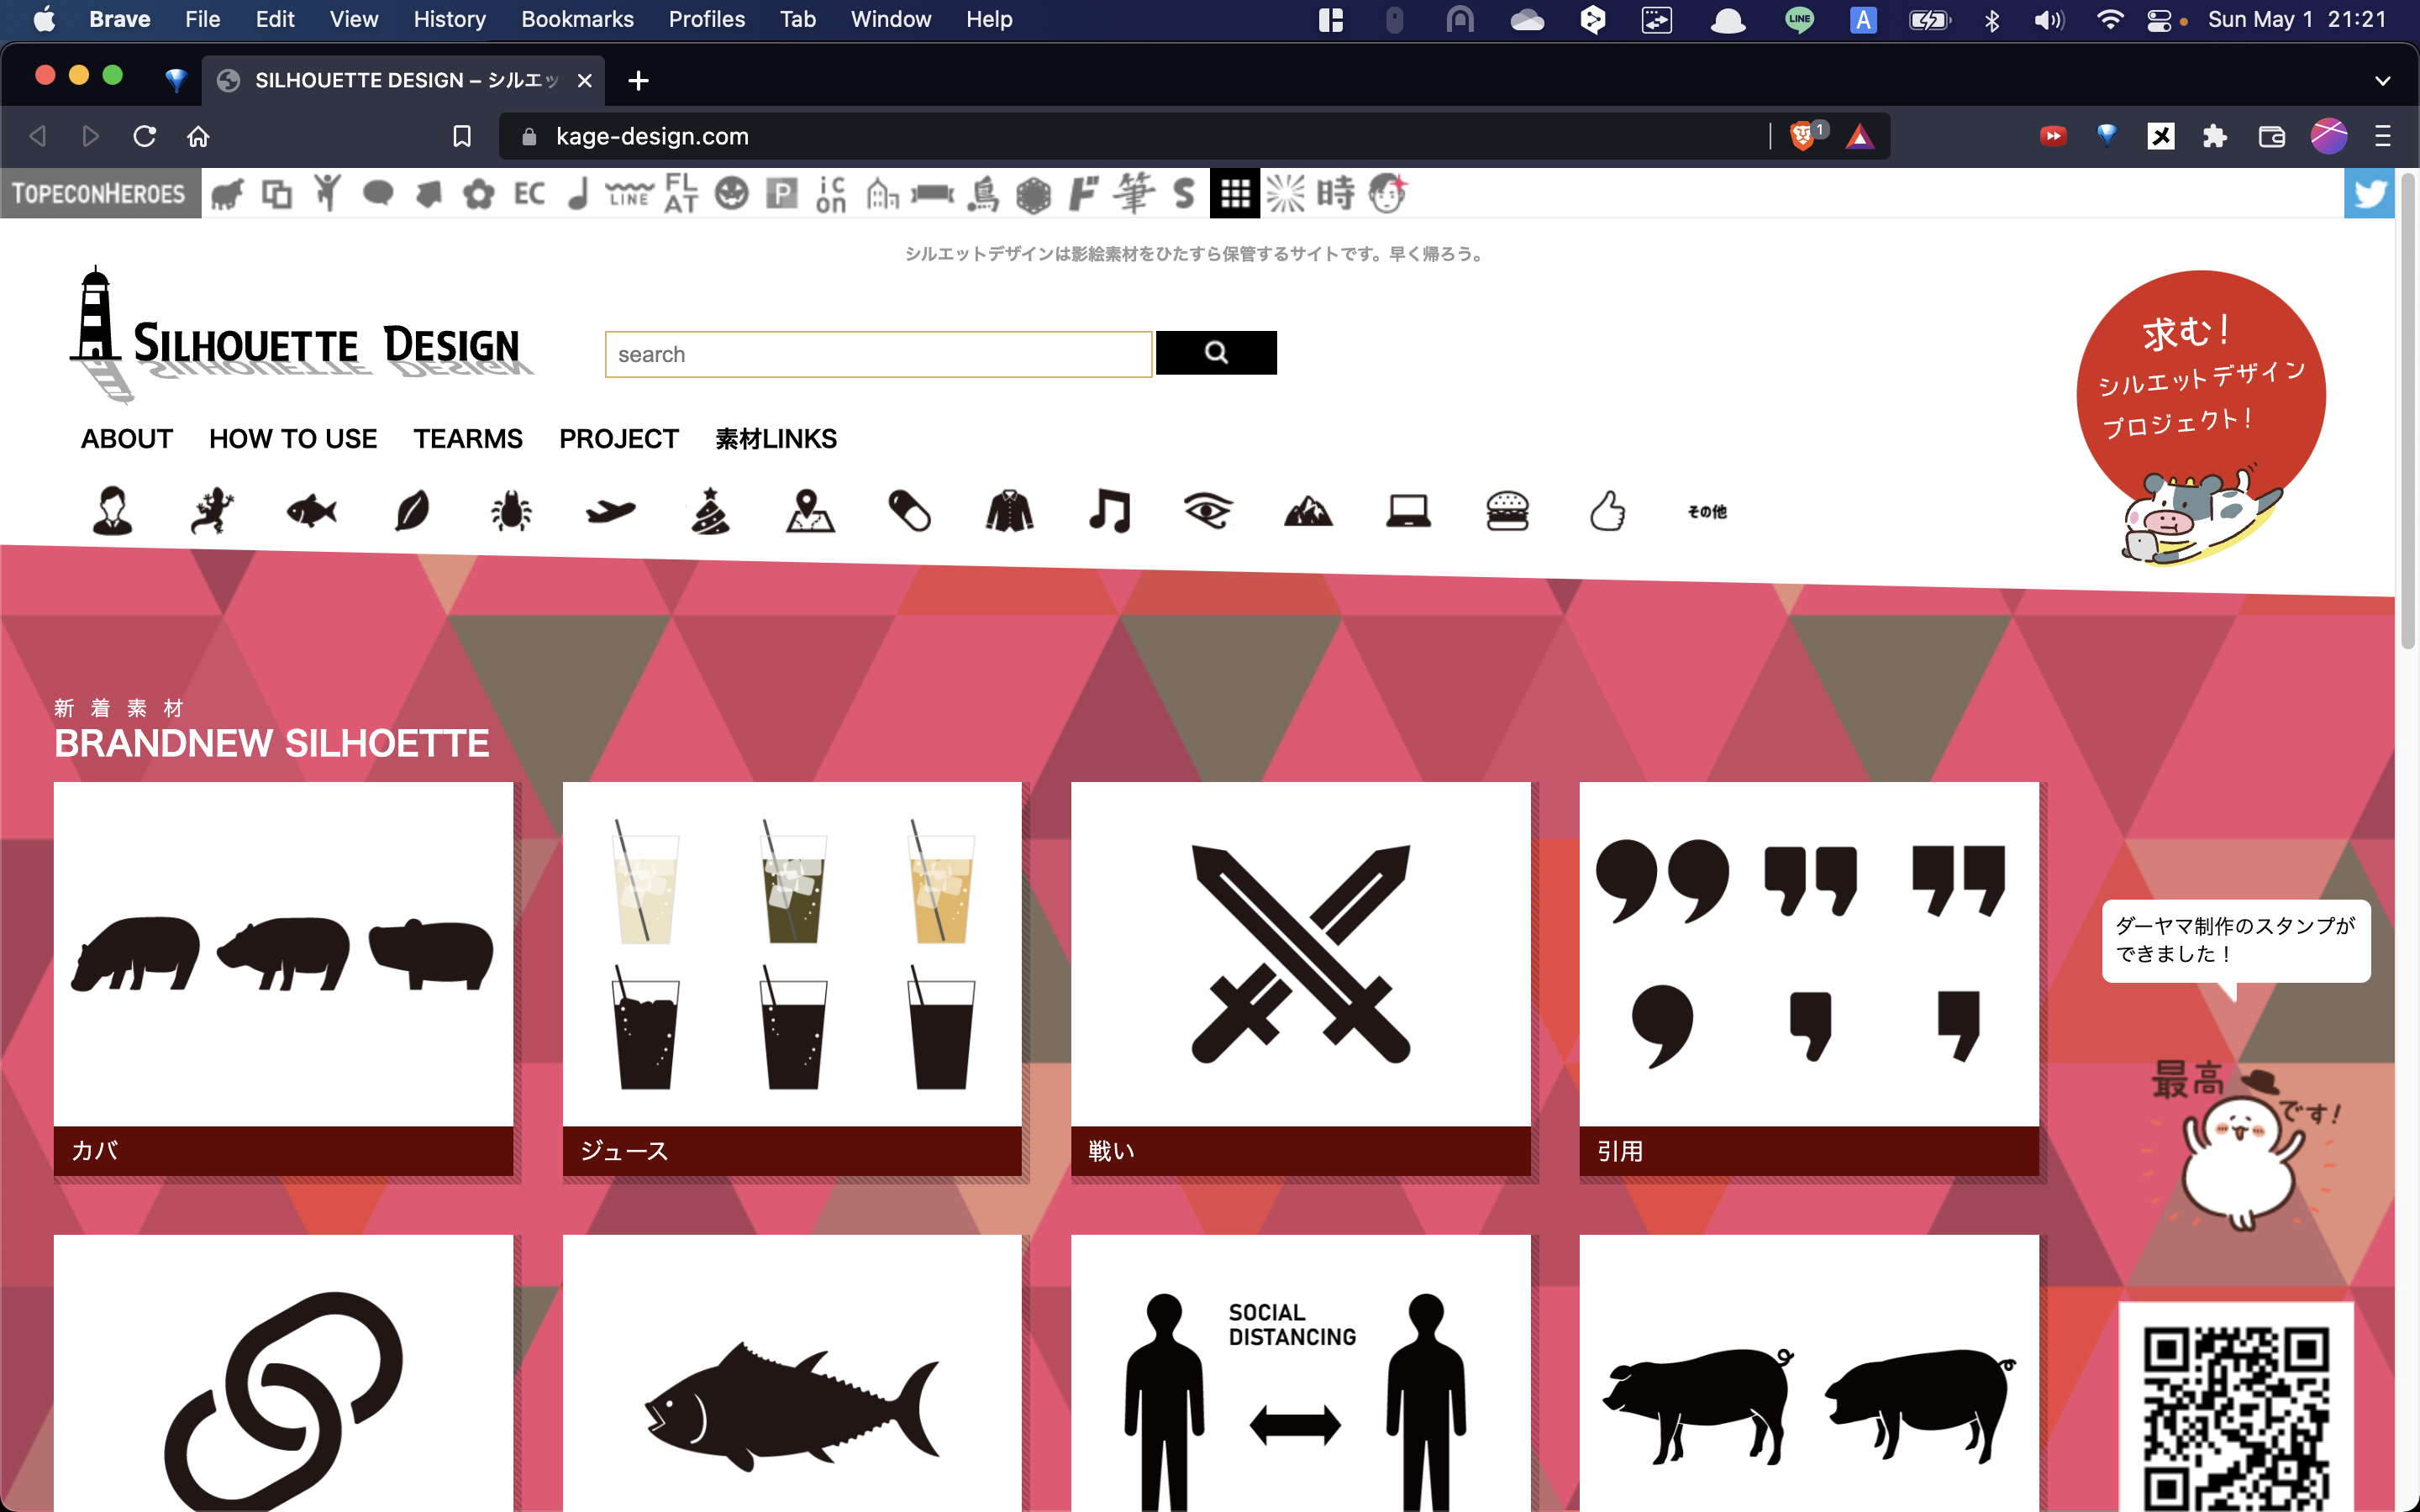 Brave File Edit View History Bookmarks Profiles Tab Window Help LINE A Sun May 1 21:21
SILHOUETTE DESIGN – シルエッ
kage-design.com 1
TOPECONHEROES EC LINE FLAT P icon 鳥 ド 筆 S 時
シルエットデザインは影絵素材をひたすら保管するサイトです。早く帰ろう。
SILHOUETTE DESIGN
search
求む!
シルエットデザイン
プロジェクト!
ABOUT HOW TO USE TEARMS PROJECT 素材LINKS
その他
新着素材
BRANDNEW SILHOETTE
カバ
ジュース
戦い
引用
ダーヤマ制作のスタンプが
できました！
最高
です!
SOCIAL
DISTANCING